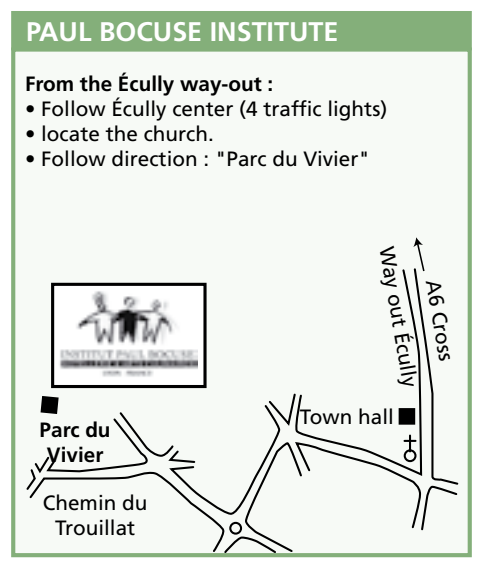 PAUL BOCUSE INSTITUTE
From the Écully way-out :
• Follow Écully center (4 traffic lights)
• locate the church.
• Follow direction : "Parc du Vivier"
Way out Écully
A6 Cross
INSTITUT PAUL BOCUSE
Town hall
Parc du
Vivier
Chemin du
Trouillat